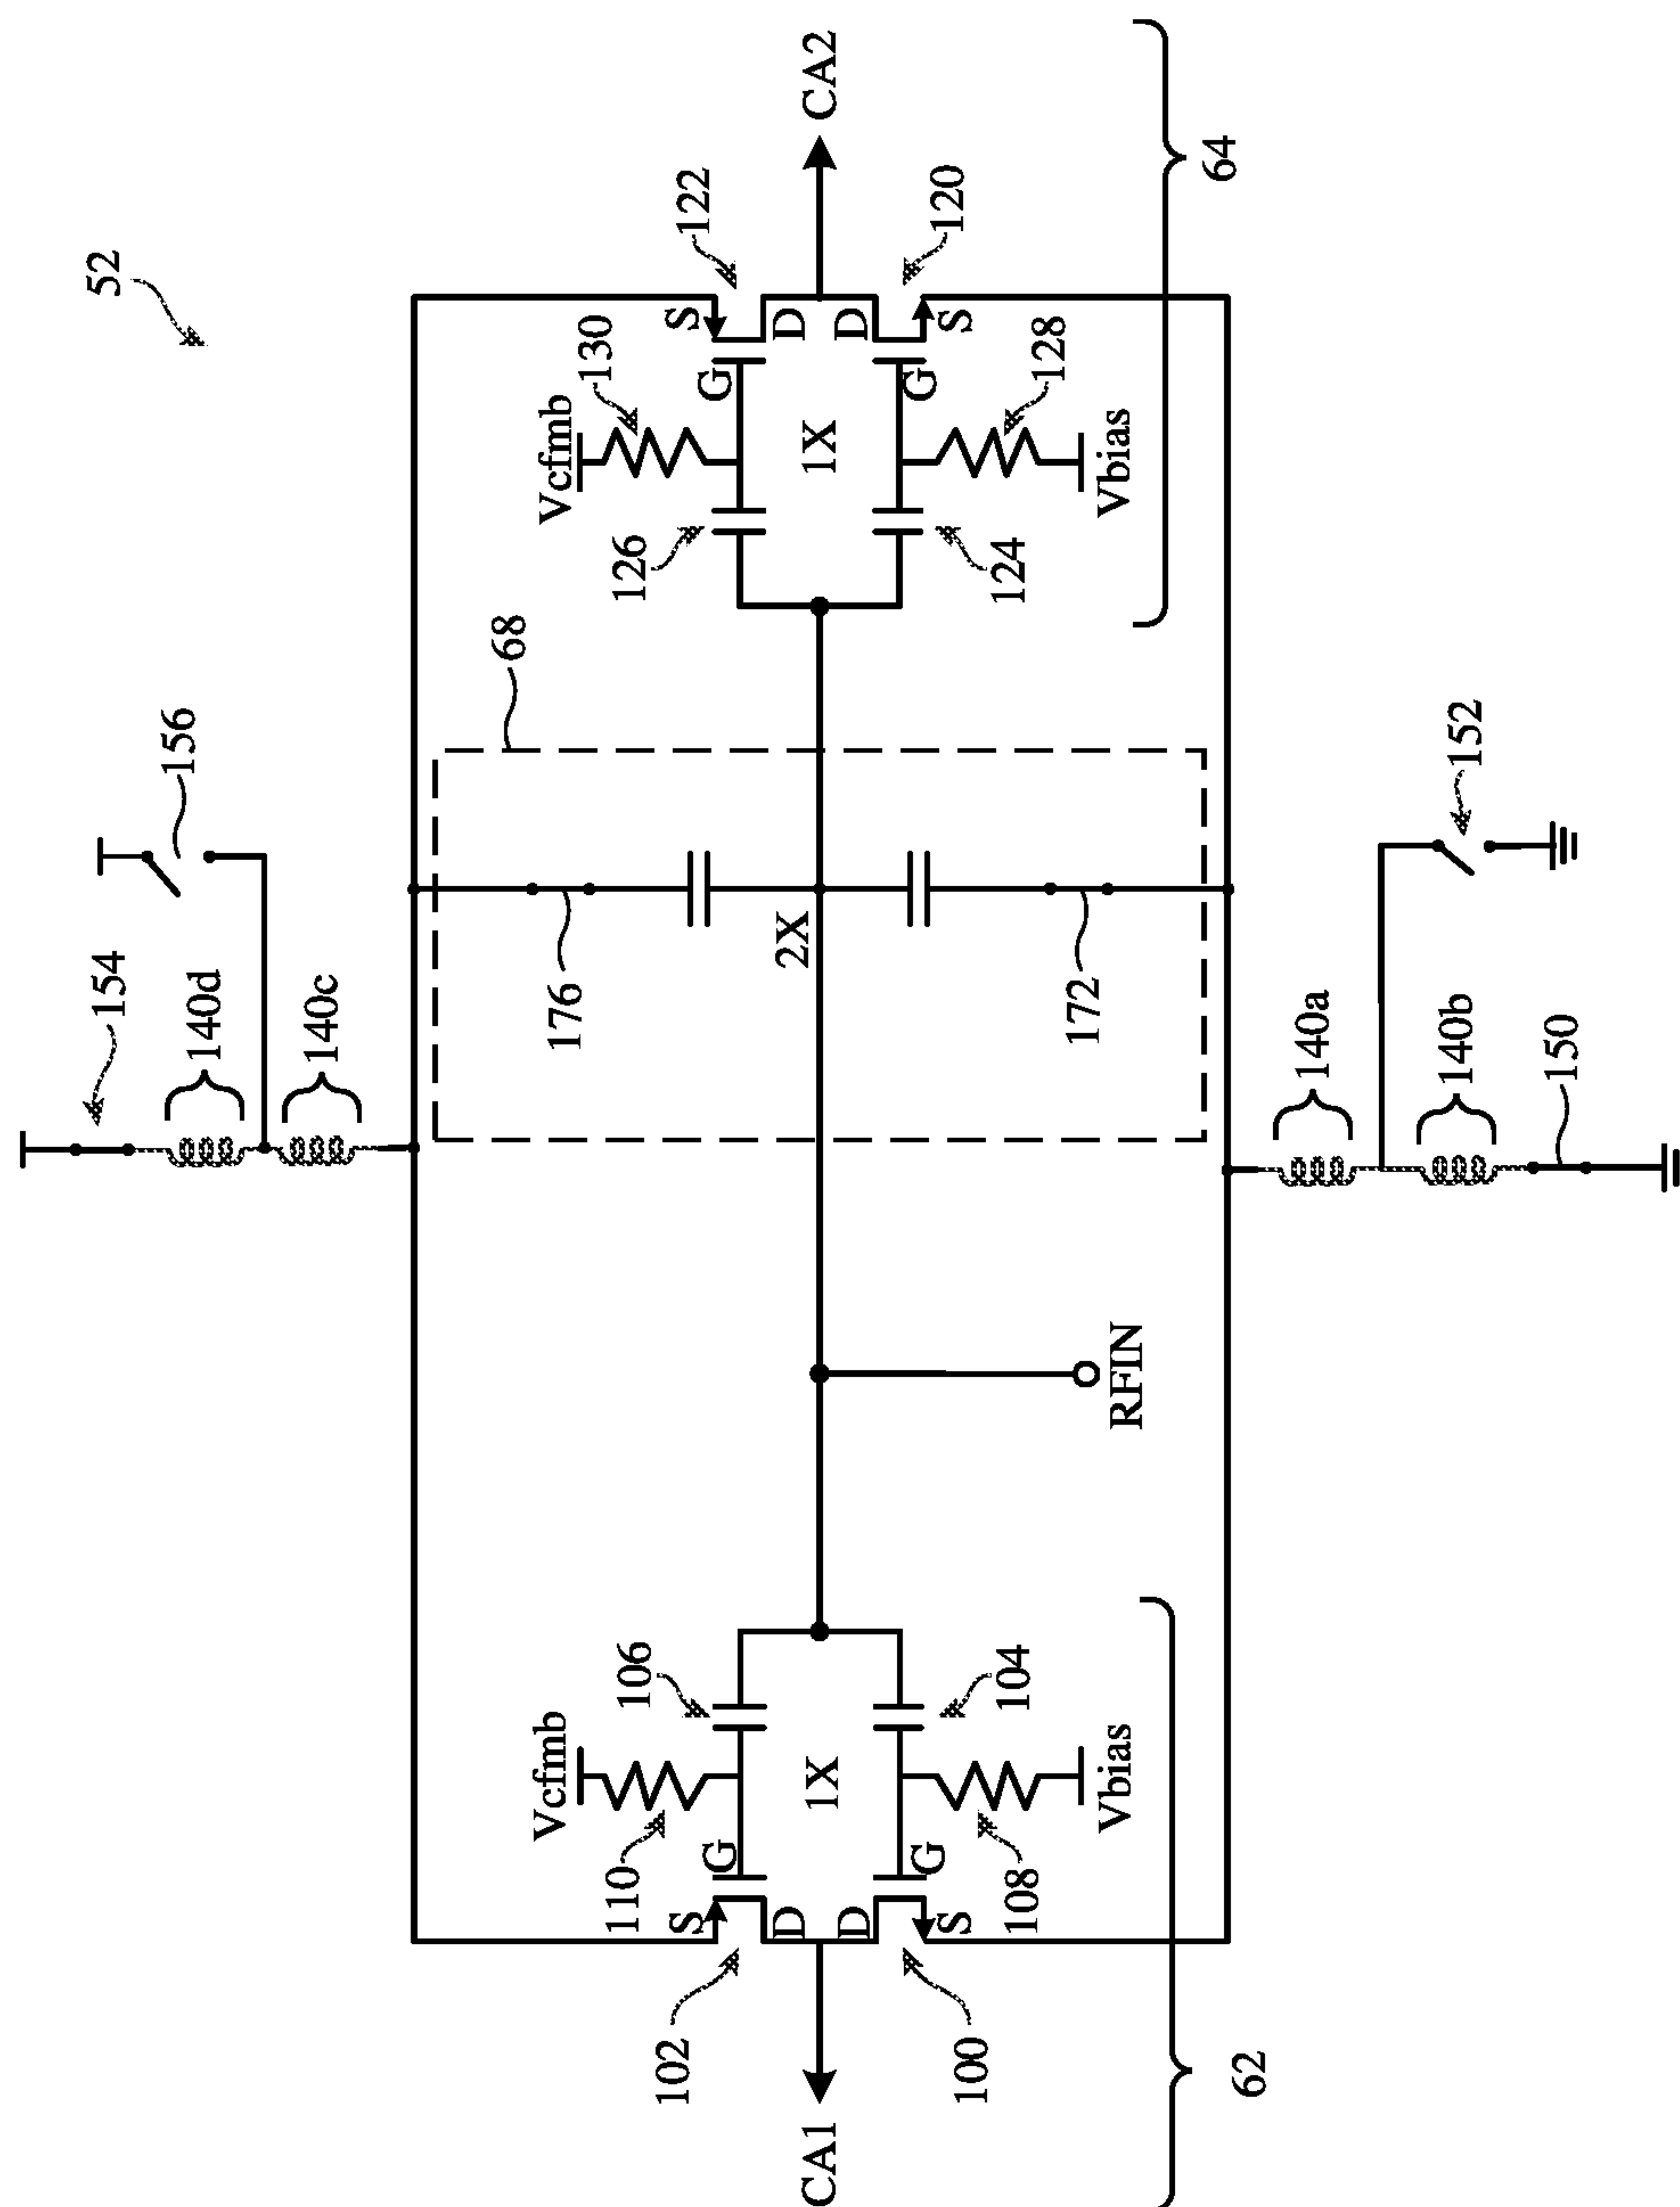 52
154
156
140d
140c
68
Vcfmb
Vcfmb
176
110
130
106
126
102
S
S
122
G
G
D
2X
D
CA1
1X
1X
CA2
D
D
G
G
S
S
100
120
104
124
108
128
172
Vbias
Vbias
RFIN
62
64
140a
140b
152
150